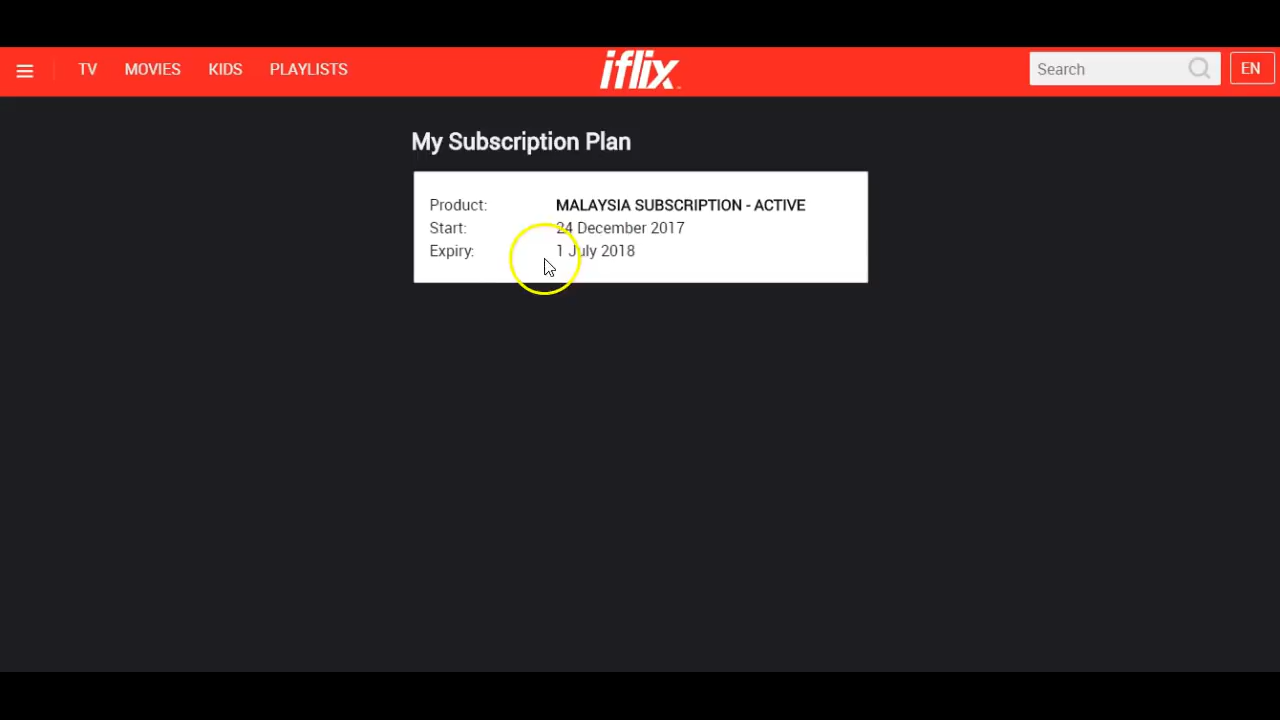 TV MOVIES KIDS PLAYLISTS iflix Search EN
My Subscription Plan
Product: MALAYSIA SUBSCRIPTION - ACTIVE
Start: 24 December 2017
Expiry: 1 July 2018